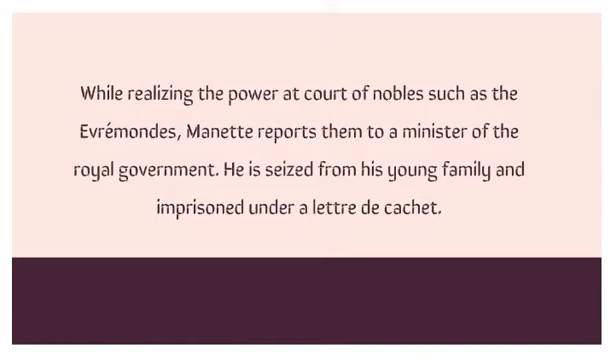 While realizing the power at court of nobles such as the
Evrémondes, Manette reports them to a minister of the
royal government. He is seized from his young family and
imprisoned under a lettre de cachet.